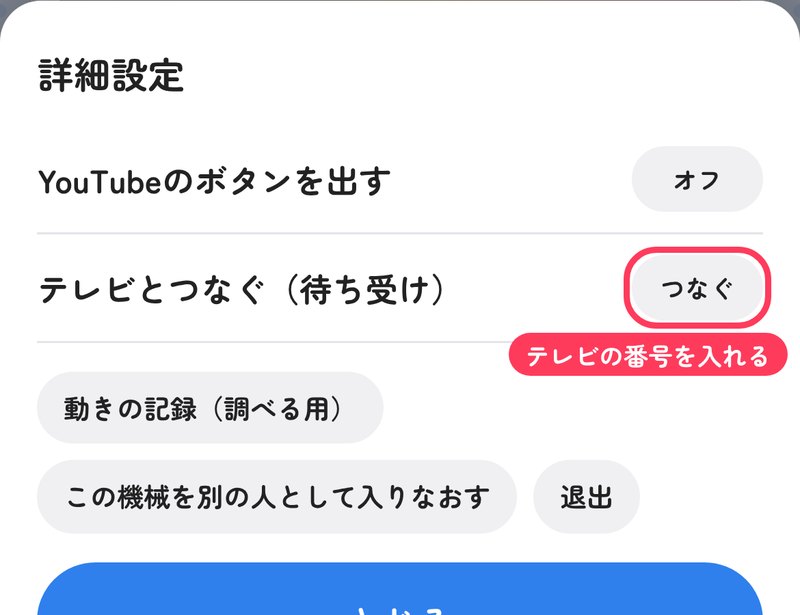 詳細設定
YouTubeのボタンを出す
オフ
テレビとつなぐ（待ち受け）
つなぐ
テレビの番号を入れる
動きの記録（調べる用）
この機械を別の人として入りなおす
退出